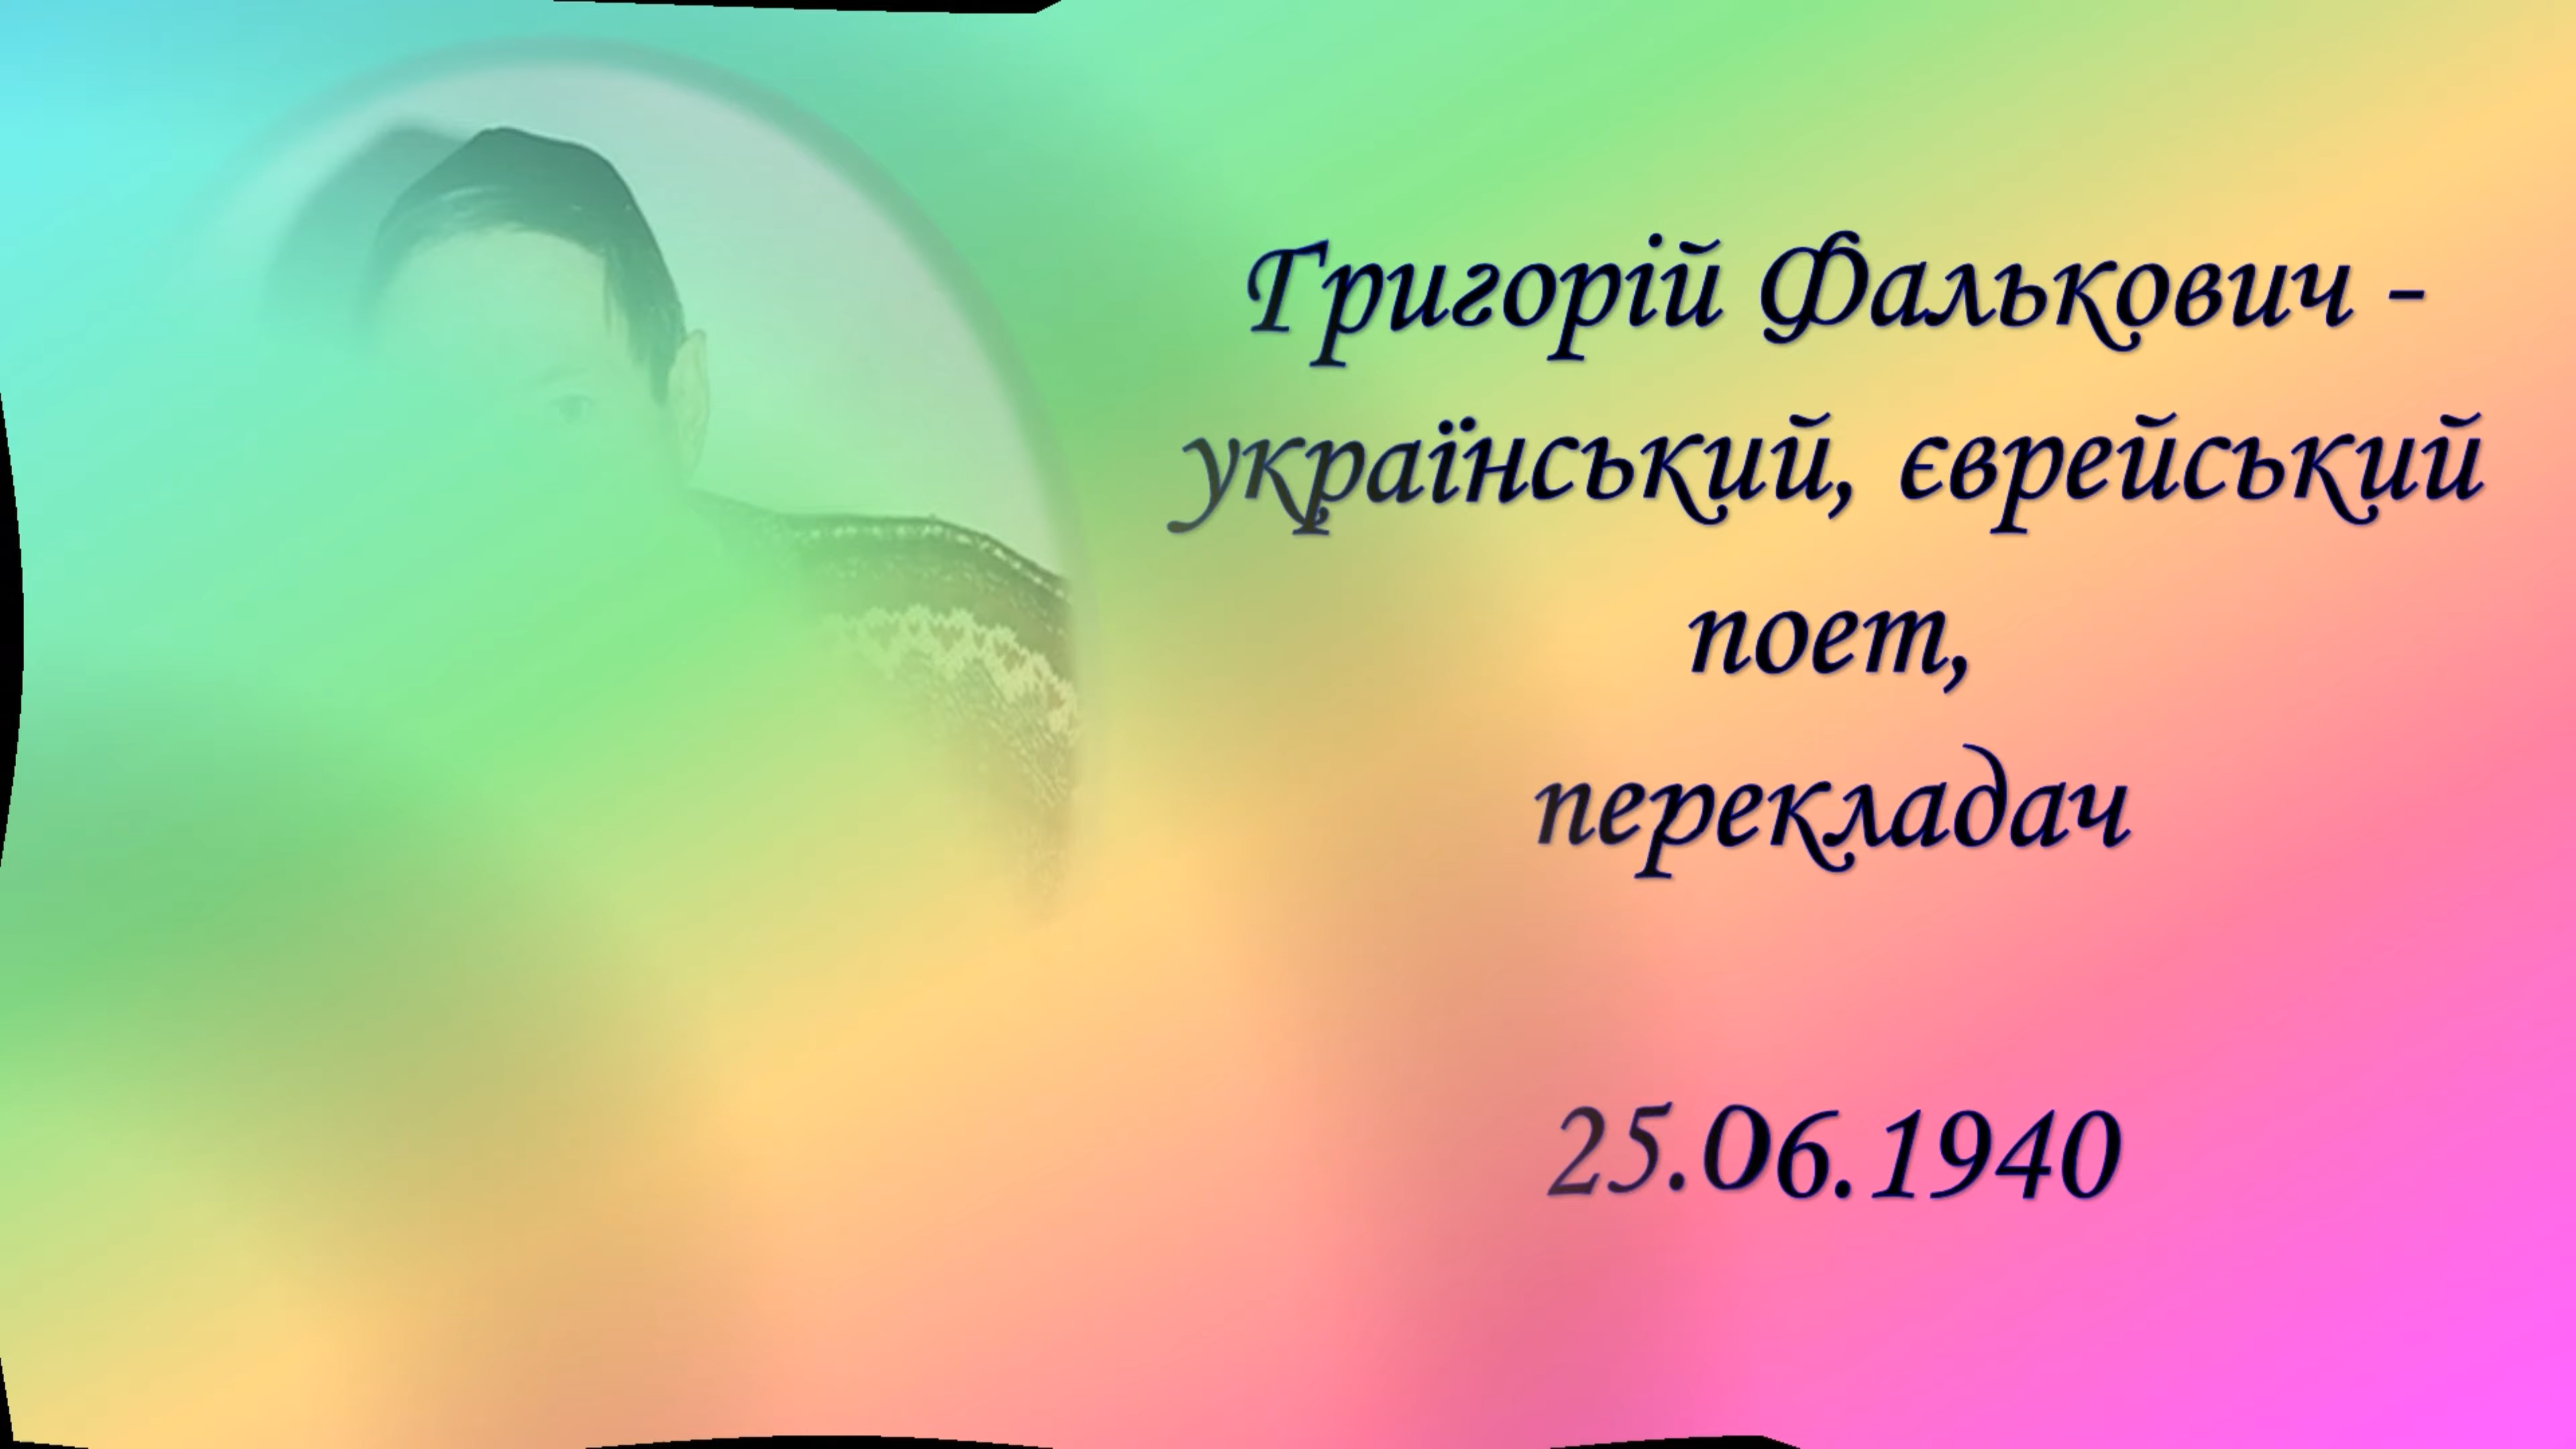 Григорій Фалькович -
український, єврейський
поет,
перекладач
25.06.1940